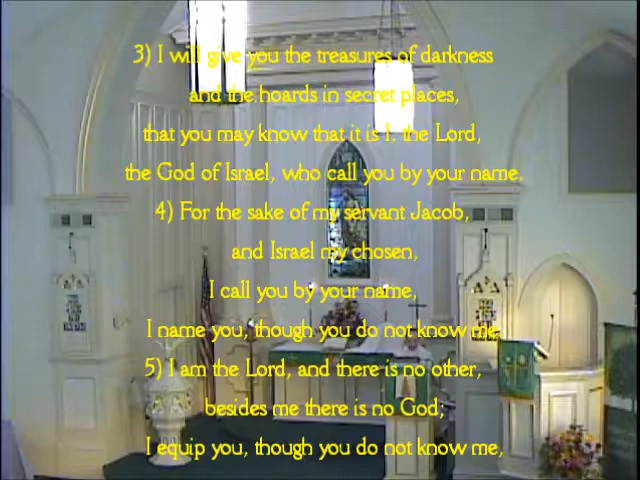 3) I will give you the treasures of darkness
and the hoards in secret places,
that you may know that it is I, the Lord,
the God of Israel, who call you by your name.
4) For the sake of my servant Jacob,
and Israel my chosen,
I call you by your name,
I name you, though you do not know me.
5) I am the Lord, and there is no other,
besides me there is no God;
I equip you, though you do not know me,